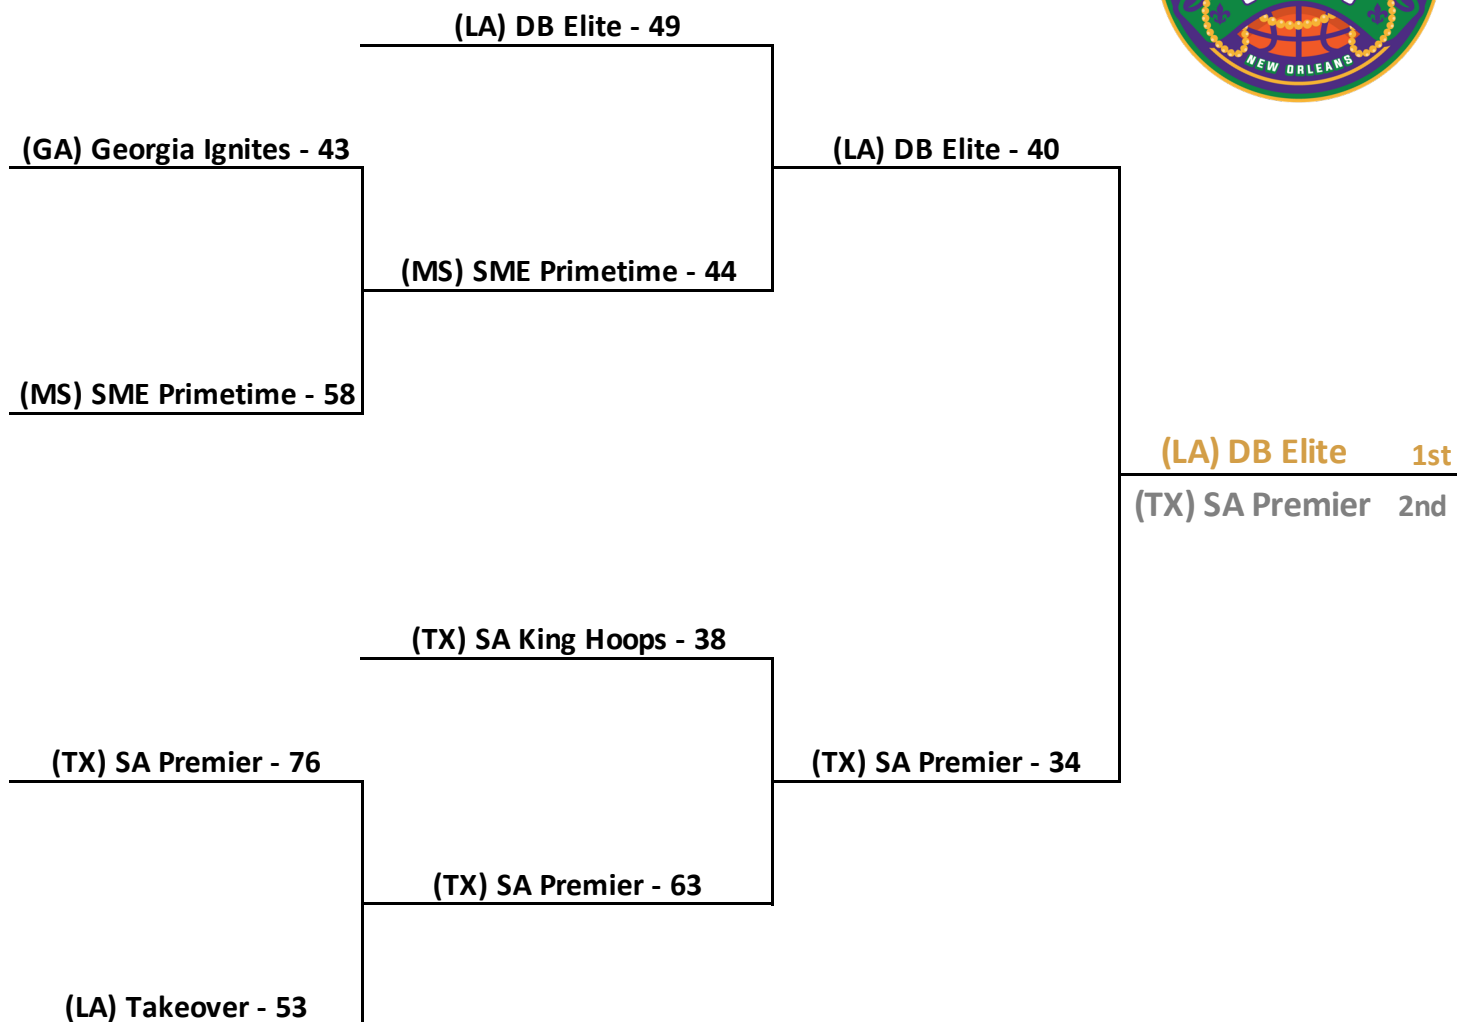 (LA) DB Elite - 49
NEW ORLEANS
(GA) Georgia Ignites - 43
(LA) DB Elite - 40
(MS) SME Primetime - 44
(MS) SME Primetime - 58
(LA) DB Elite 1st
(TX) SA Premier 2nd
(TX) SA King Hoops - 38
(TX) SA Premier - 76
(TX) SA Premier - 34
(TX) SA Premier - 63
(LA) Takeover - 53